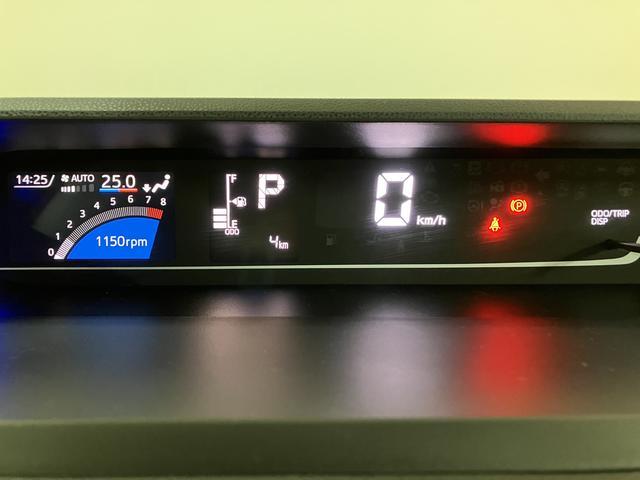 14:25
AUTO
25.0
0 1 2 3 4 5 6 7 8
1150rpm
F
E
ODO
4km
P
0 km/h
(P)
ODO/TRIP
DISP